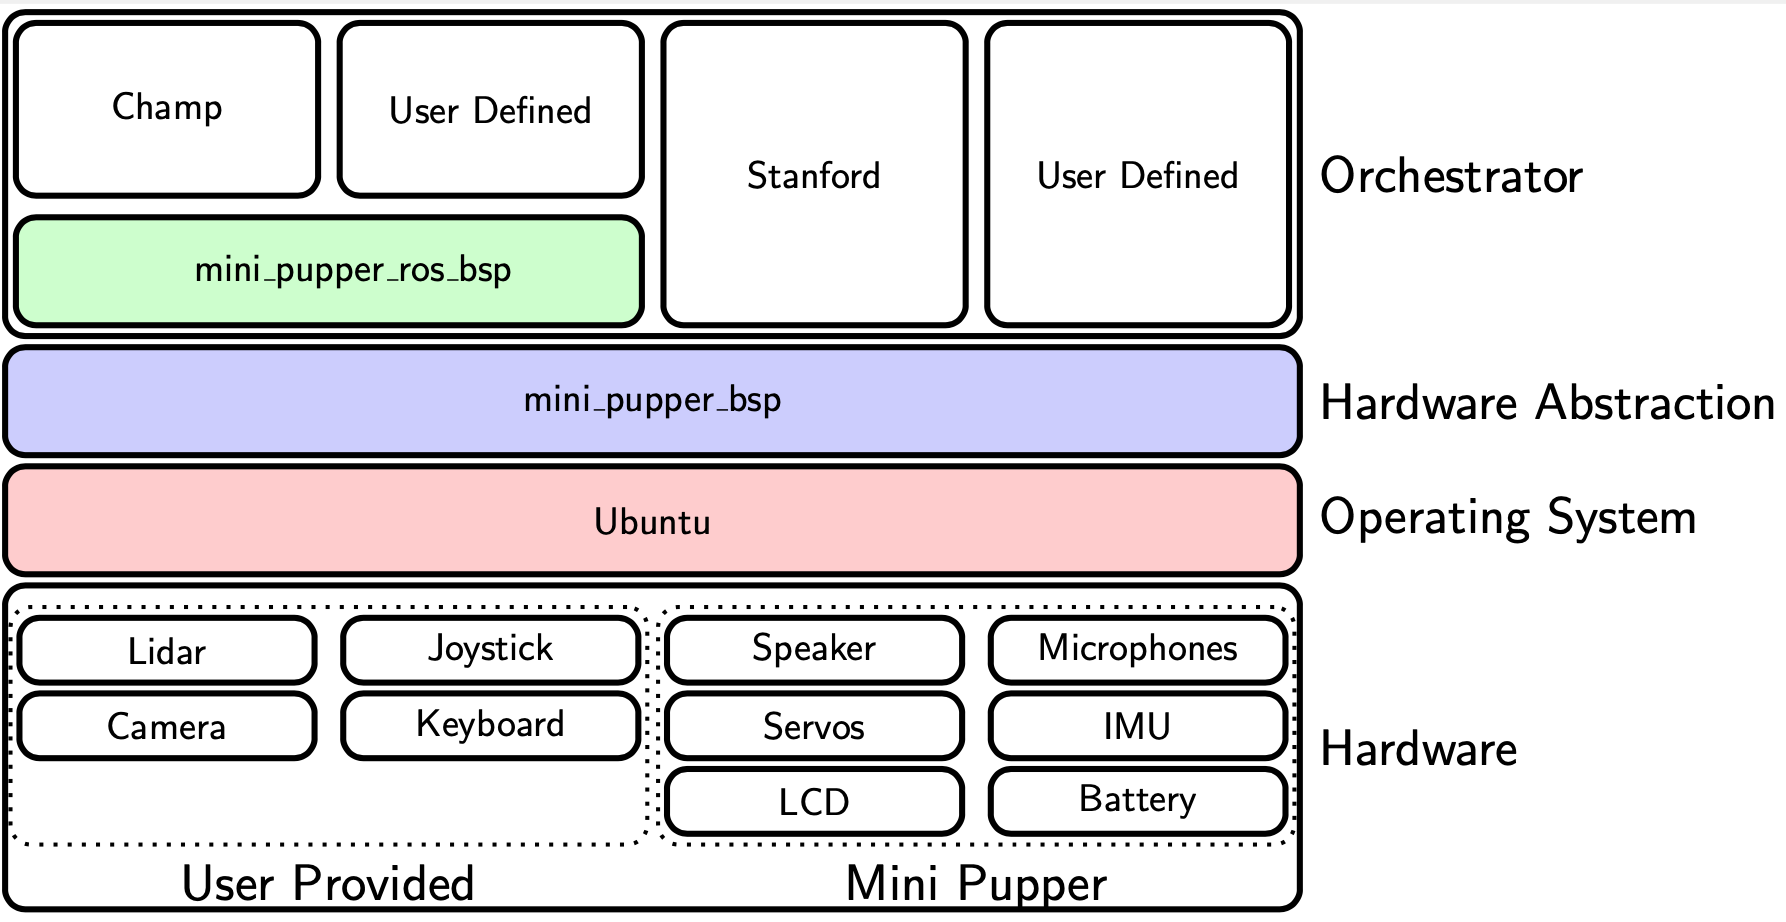 Champ
User Defined
Stanford
User Defined
Orchestrator
mini_pupper_ros_bsp
mini_pupper_bsp
Hardware Abstraction
Ubuntu
Operating System
Lidar
Joystick
Speaker
Microphones
Camera
Keyboard
Servos
IMU
Hardware
LCD
Battery
User Provided
Mini Pupper